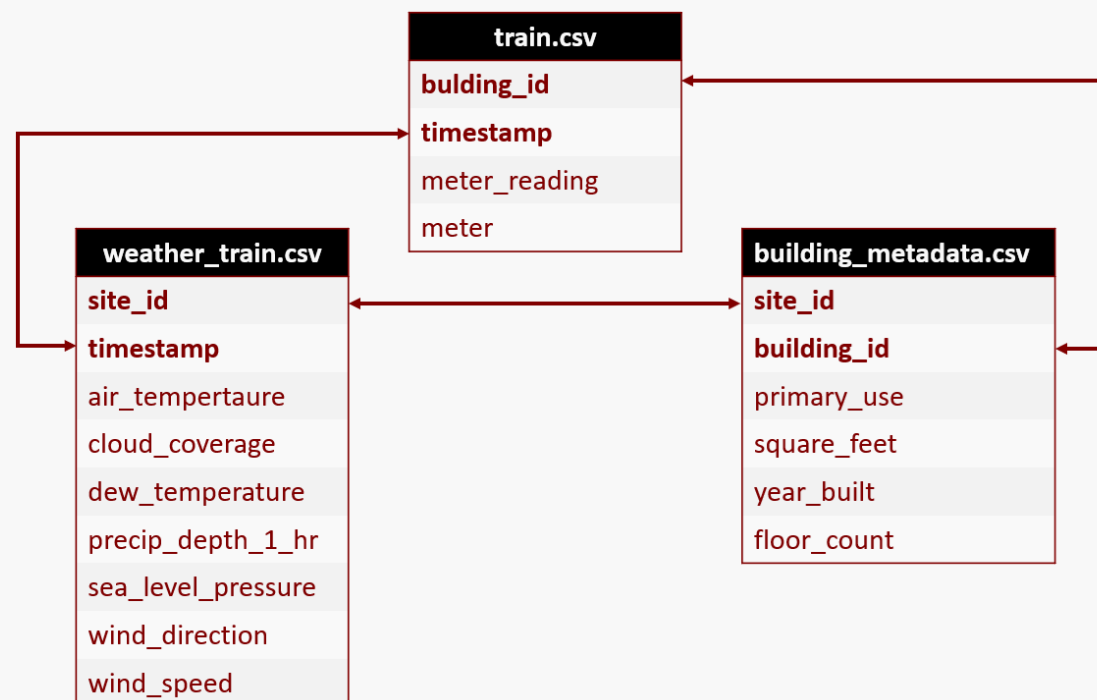 train.csv
bulding_id
timestamp
meter_reading
meter
weather_train.csv
site_id
timestamp
air_tempertaure
cloud_coverage
dew_temperature
precip_depth_1_hr
sea_level_pressure
wind_direction
wind_speed
building_metadata.csv
site_id
building_id
primary_use
square_feet
year_built
floor_count